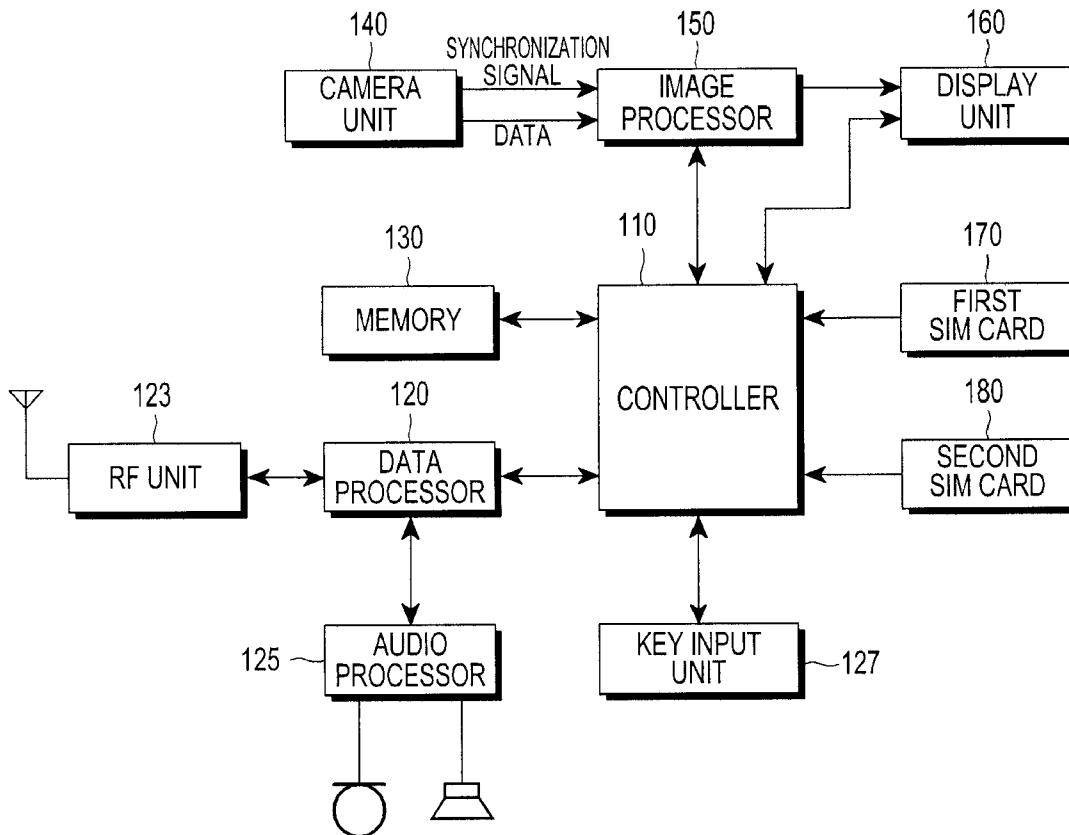 140
150
160
SYNCHRONIZATION
SIGNAL
CAMERA
UNIT
DATA
IMAGE
PROCESSOR
DISPLAY
UNIT
130
110
170
MEMORY
FIRST
SIM CARD
CONTROLLER
123
120
180
RF UNIT
DATA
PROCESSOR
SECOND
SIM CARD
125
AUDIO
PROCESSOR
KEY INPUT
UNIT
127